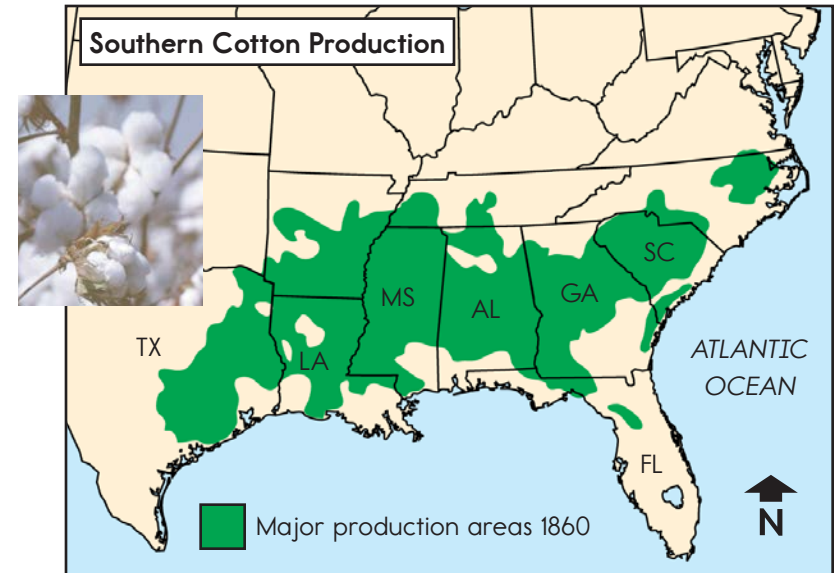 Southern Cotton Production
SC
MS
GA
AL
TX
LA
ATLANTIC
OCEAN
FL
Major production areas 1860
N